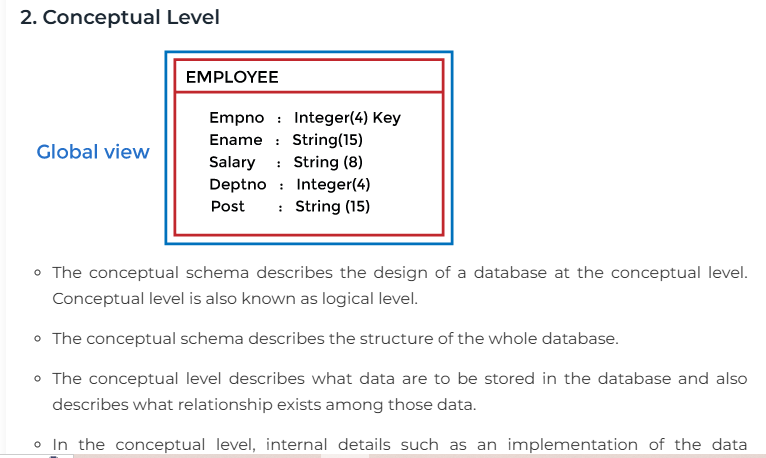 2. Conceptual Level
EMPLOYEE
Empno : Integer(4) Key
Ename : String(15)
Global view
Salary : String (8)
Deptno : Integer(4)
Post : String (15)
The conceptual schema describes the design of a database at the conceptual level.
Conceptual level is also known as logical level.
The conceptual schema describes the structure of the whole database.
The conceptual level describes what data are to be stored in the database and also
describes what relationship exists among those data.
In the conceptual level, internal details such as an implementation of the data